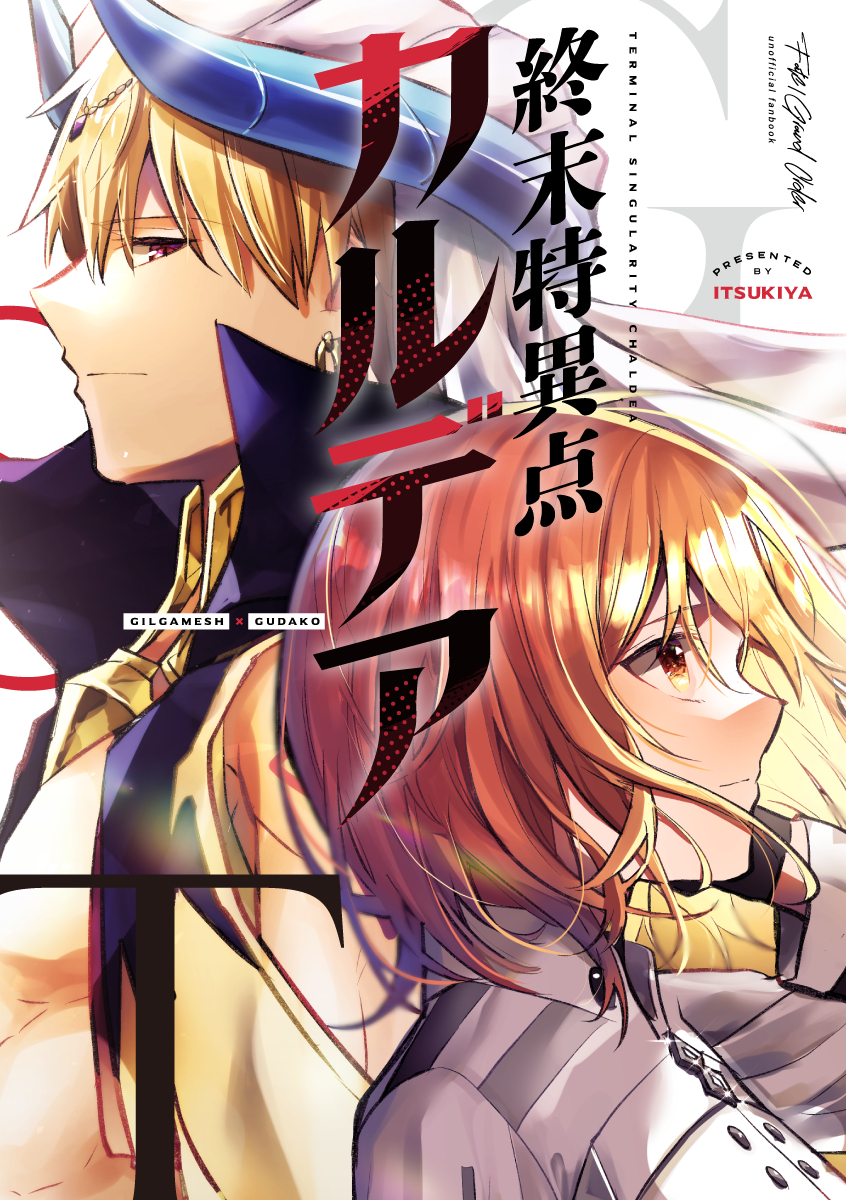 Fate/Grand Order
unofficial fanbook
PRESENTED
BY
ITSUKIYA
TERMINAL SINGULARITY CHALDEA
終末特異点
カルデア
GILGAMESH × GUDAKO
G
T